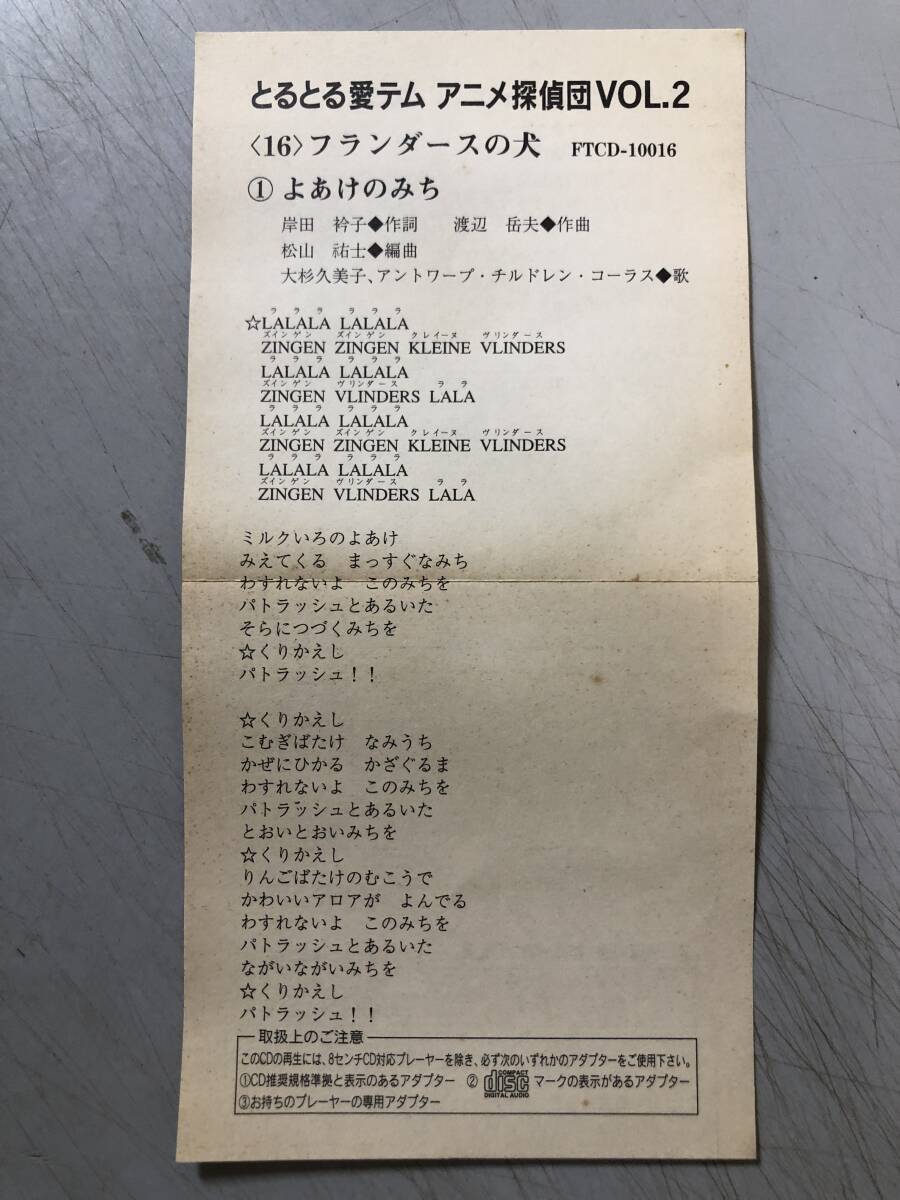 とるとる愛テム アニメ探偵団VOL.2
〈16〉フランダースの犬 FTCD-10016
① よあけのみち
岸田 衿子◆作詞 渡辺 岳夫◆作曲
松山 祐士◆編曲
大杉久美子、アントワープ・チルドレン・コーラス◆歌
ラ ラ ラ ラ ラ ラ
☆LALALA LALALA
ズインゲン ズインゲン クレイーヌ ヴリンダース
ZINGEN ZINGEN KLEINE VLINDERS
ラ ラ ラ ラ ラ ラ
LALALA LALALA
ズインゲン ヴリンダース ラ ラ
ZINGEN VLINDERS LALA
ラ ラ ラ ラ ラ ラ
LALALA LALALA
ズインゲン ズインゲン クレイーヌ ヴリンダース
ZINGEN ZINGEN KLEINE VLINDERS
ラ ラ ラ ラ ラ ラ
LALALA LALALA
ズインゲン ヴリンダース ラ ラ
ZINGEN VLINDERS LALA
ミルクいろのよあけ
みえてくる まっすぐなみち
わすれないよ このみちを
パトラッシュとあるいた
そらにつづくみちを
☆くりかえし
パトラッシュ！！
☆くりかえし
こむぎばたけ なみうち
かぜにひかる かざぐるま
わすれないよ このみちを
パトラッシュとあるいた
とおいとおいみちを
☆くりかえし
りんごばたけのむこうで
かわいいアロアが よんでる
わすれないよ このみちを
パトラッシュとあるいた
ながいながいみちを
☆くりかえし
パトラッシュ！！
取扱上のご注意
このCDの再生には、8センチCD対応プレーヤーを除き、必ず次のいずれかのアダプターをご使用下さい。
①CD推奨規格準拠と表示のあるアダプター ② COMPACT disc DIGITAL AUDIO マークの表示があるアダプター
③お持ちのプレーヤーの専用アダプター